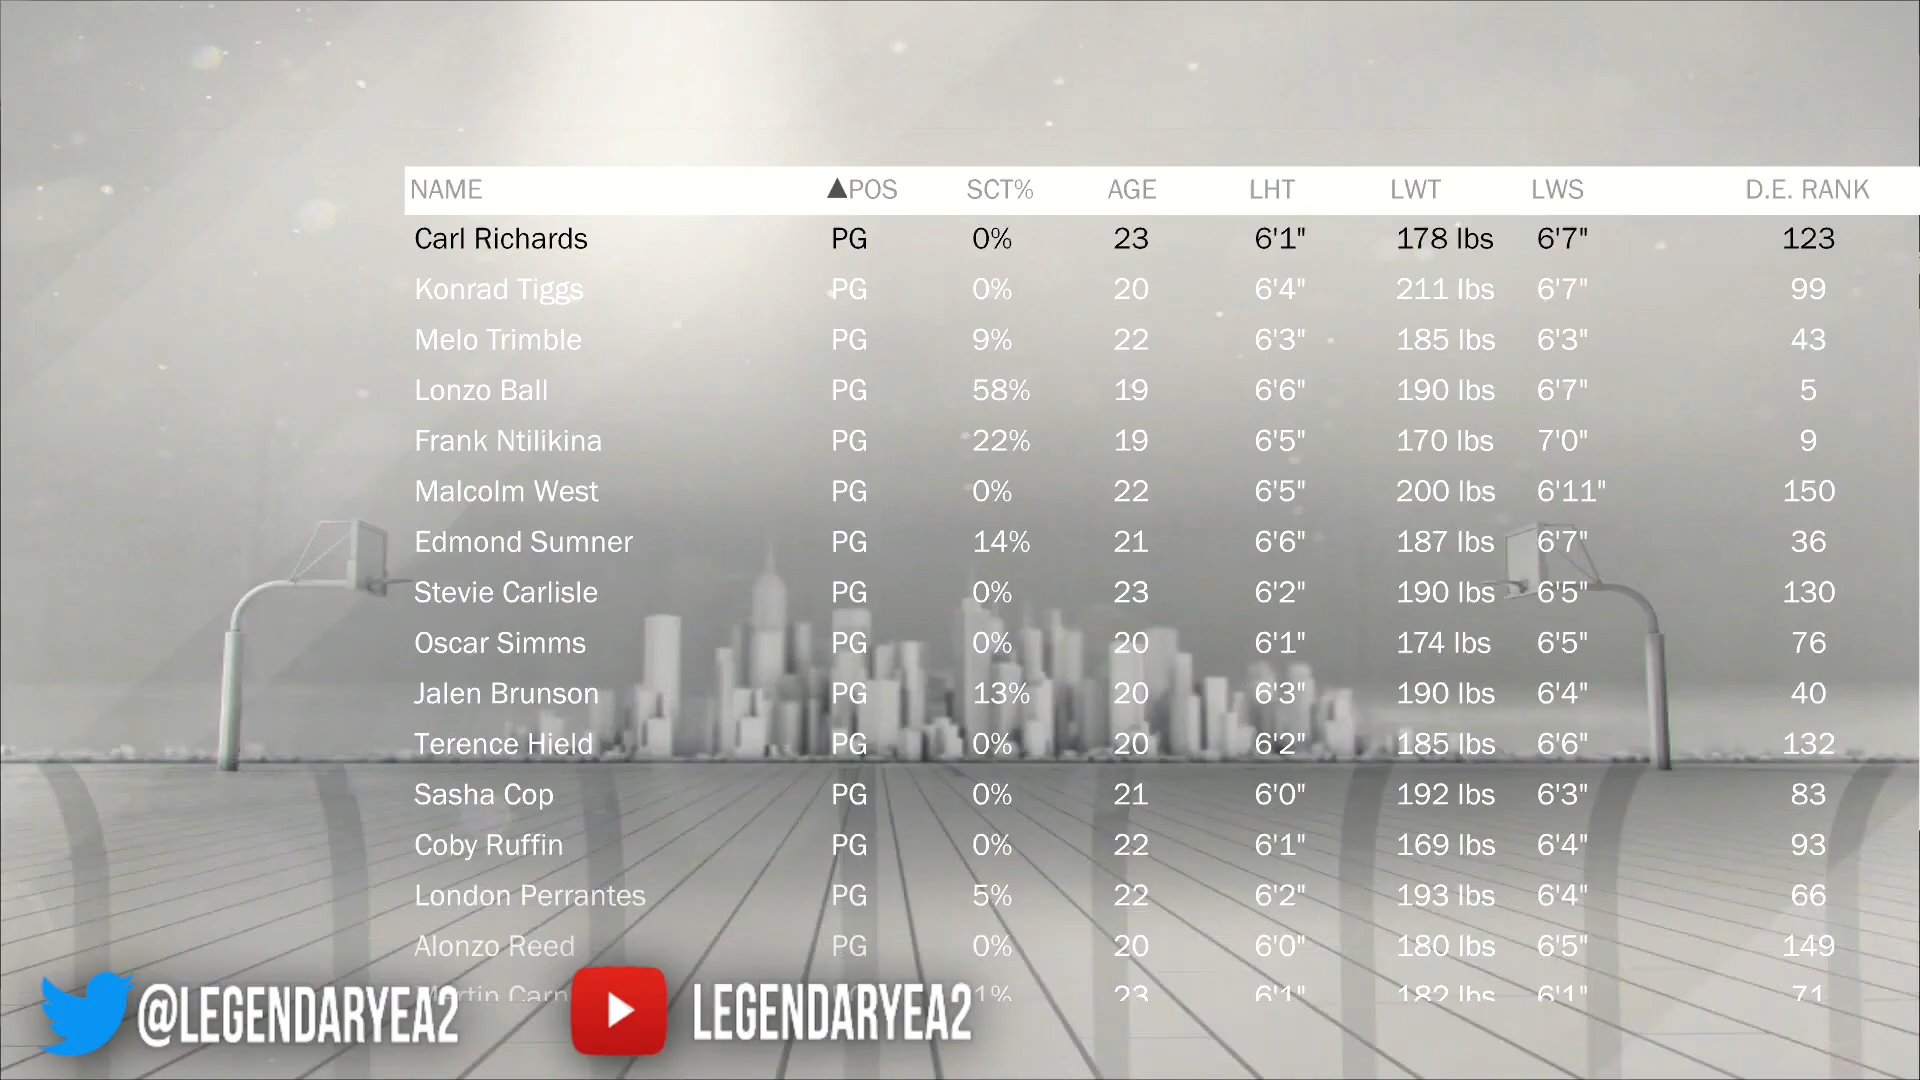 NAME ▲POS SCT% AGE LHT LWT LWS D.E. RANK
Carl Richards PG 0% 23 6'1" 178 lbs 6'7" 123
Konrad Tiggs PG 0% 20 6'4" 211 lbs 6'7" 99
Melo Trimble PG 9% 22 6'3" 185 lbs 6'3" 43
Lonzo Ball PG 58% 19 6'6" 190 lbs 6'7" 5
Frank Ntilikina PG 22% 19 6'5" 170 lbs 7'0" 9
Malcolm West PG 0% 22 6'5" 200 lbs 6'11" 150
Edmond Sumner PG 14% 21 6'6" 187 lbs 6'7" 36
Stevie Carlisle PG 0% 23 6'2" 190 lbs 6'5" 130
Oscar Simms PG 0% 20 6'1" 174 lbs 6'5" 76
Jalen Brunson PG 13% 20 6'3" 190 lbs 6'4" 40
Terence Hield PG 0% 20 6'2" 185 lbs 6'6" 132
Sasha Cop PG 0% 21 6'0" 192 lbs 6'3" 83
Coby Ruffin PG 0% 22 6'1" 169 lbs 6'4" 93
London Perrantes PG 5% 22 6'2" 193 lbs 6'4" 66
Alonzo Reed PG 0% 20 6'0" 180 lbs 6'5" 149
23 6'1" 182 lbs 6'1" 71
@LEGENDARYEA2 LEGENDARYEA2